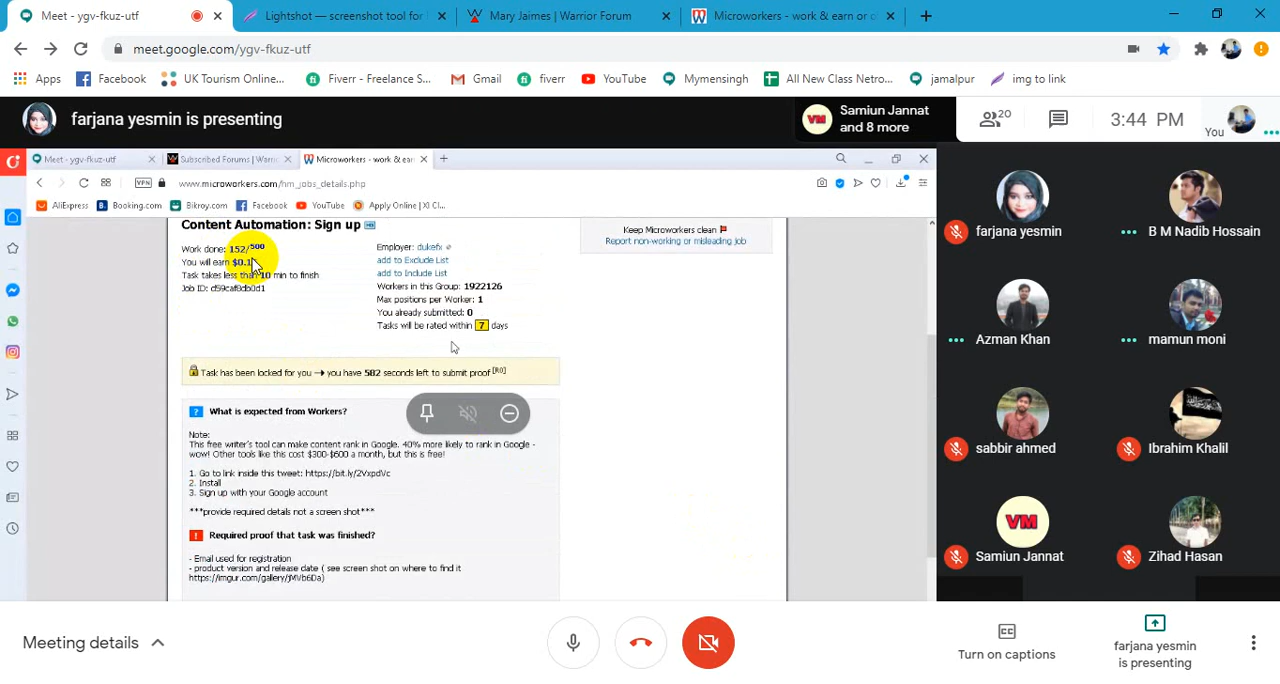 Meet - ygv-fkuz-utf
Lightshot — screenshot tool for
Mary Jaimes | Warrior Forum
Microworkers - work & earn or o
meet.google.com/ygv-fkuz-utf
Apps
Facebook
UK Tourism Online...
Fiverr - Freelance S...
Gmail
fiverr
YouTube
Mymensingh
All New Class Netro...
jamalpur
img to link
farjana yesmin is presenting
VM
Samiun Jannat
and 8 more
20
3:44 PM
You
Meet - ygv-fkuz-utf
Subscribed Forums | Warri
Microworkers - work & ear
VPN
www.microworkers.com/hm_jobs_details.php
AliExpress
Booking.com
Bikroy.com
Facebook
YouTube
Apply Online | XI Cl...
Content Automation: Sign up
Work done: 152/500
You will earn $0.1
Task takes less than 10 min to finish
Job ID: cf59caf8db0d1
Employer: dukefx
add to Exclude List
add to Include List
Workers in this Group: 1922126
Max positions per Worker: 1
You already submitted: 0
Tasks will be rated within 7 days
Keep Microworkers clean
Report non-working or misleading job
Task has been locked for you → you have 582 seconds left to submit proof [R0]
What is expected from Workers?
Note:
This free writer's tool can make content rank in Google. 40% more likely to rank in Google -
wow! Other tools like this cost $300-$600 a month, but this is free!
1. Go to link inside this tweet: https://bit.ly/2VxpdVc
2. Install
3. Sign up with your Google account
***provide required details not a screen shot***
Required proof that task was finished?
- Email used for registration
- product version and release date ( see screen shot on where to find it
https://imgur.com/gallery/jMVb6Da)
farjana yesmin
B M Nadib Hossain
Azman Khan
mamun moni
sabbir ahmed
Ibrahim Khalil
VM
Samiun Jannat
Zihad Hasan
Meeting details
Turn on captions
farjana yesmin
is presenting